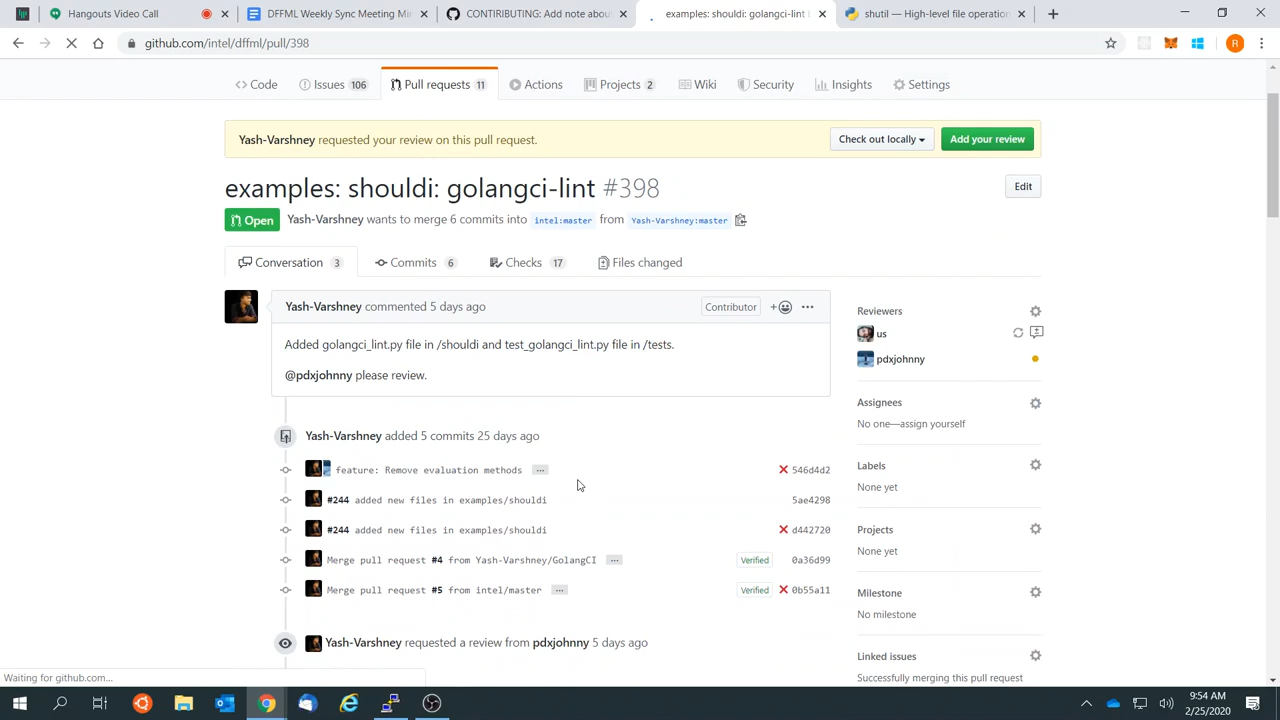 Hangouts Video Call
DFFML Weekly Sync Meeting Mi
CONTRIBUTING: Add note abou
examples: shouldi: golangci-lint
shutil — High-level file operation
github.com/intel/dffml/pull/398
R
Code
Issues 106
Pull requests 11
Actions
Projects 2
Wiki
Security
Insights
Settings
Yash-Varshney requested your review on this pull request.
Check out locally
Add your review
examples: shouldi: golangci-lint #398
Edit
Open
Yash-Varshney wants to merge 6 commits into intel:master from Yash-Varshney:master
Conversation 3
Commits 6
Checks 17
Files changed
Yash-Varshney commented 5 days ago
Contributor
Added golangci_lint.py file in /shouldi and test_golangci_lint.py file in /tests.
@pdxjohnny please review.
Yash-Varshney added 5 commits 25 days ago
feature: Remove evaluation methods ... 546d4d2
#244 added new files in examples/shouldi 5ae4298
#244 added new files in examples/shouldi d442720
Merge pull request #4 from Yash-Varshney/GolangCI ... Verified 0a36d99
Merge pull request #5 from intel/master ... Verified 0b55a11
Yash-Varshney requested a review from pdxjohnny 5 days ago
Reviewers
us
pdxjohnny
Assignees
No one—assign yourself
Labels
None yet
Projects
None yet
Milestone
No milestone
Linked issues
Successfully merging this pull request
Waiting for github.com...
9:54 AM
2/25/2020